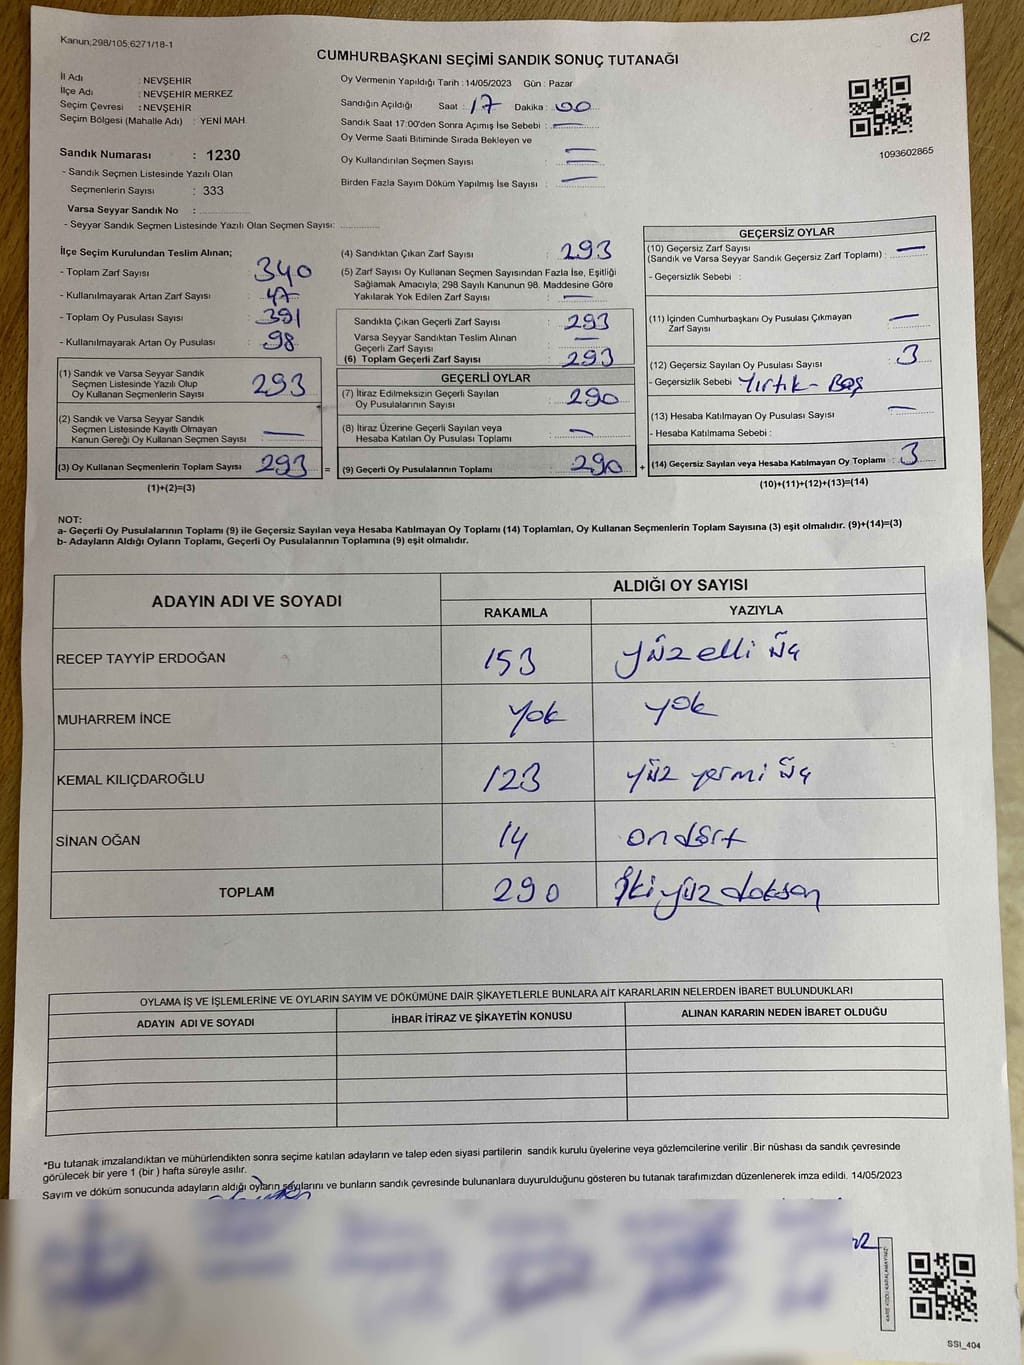 Kanun;298/105;6271/18-1
C/2
CUMHURBAŞKANI SEÇİMİ SANDIK SONUÇ TUTANAĞI
İl Adı : NEVŞEHİR
İlçe Adı : NEVŞEHİR MERKEZ
Seçim Çevresi : NEVŞEHİR
Seçim Bölgesi (Mahalle Adı) : YENİ MAH.
Sandık Numarası : 1230
- Sandık Seçmen Listesinde Yazılı Olan
Seçmenlerin Sayısı : 333
Varsa Seyyar Sandık No :
- Seyyar Sandık Seçmen Listesinde Yazılı Olan Seçmen Sayısı:
Oy Vermenin Yapıldığı Tarih : 14/05/2023 Gün : Pazar
Sandığın Açıldığı Saat : 17 Dakika : 00
Sandık Saat 17:00'den Sonra Açımış İse Sebebi : —
Oy Verme Saati Bitiminde Sırada Bekleyen ve
Oy Kullandırılan Seçmen Sayısı : —
Birden Fazla Sayım Döküm Yapılmış İse Sayısı : —
1093602865
İlçe Seçim Kurulundan Teslim Alınan;
- Toplam Zarf Sayısı : 340
- Kullanılmayarak Artan Zarf Sayısı : 47
- Toplam Oy Pusulası Sayısı : 391
- Kullanılmayarak Artan Oy Pusulası : 98
(1) Sandık ve Varsa Seyyar Sandık
Seçmen Listesinde Yazılı Olup
Oy Kullanan Seçmenlerin Sayısı : 293
(2) Sandık ve Varsa Seyyar Sandık
Seçmen Listesinde Kayıtlı Olmayan
Kanun Gereği Oy Kullanan Seçmen Sayısı : —
(3) Oy Kullanan Seçmenlerin Toplam Sayısı : 293 =
(1)+(2)=(3)
(4) Sandıktan Çıkan Zarf Sayısı : 293
(5) Zarf Sayısı Oy Kullanan Seçmen Sayısından Fazla İse, Eşitliği
Sağlamak Amacıyla, 298 Sayılı Kanunun 98. Maddesine Göre
Yakılarak Yok Edilen Zarf Sayısı : —
Sandıkta Çıkan Geçerli Zarf Sayısı : 293
Varsa Seyyar Sandıktan Teslim Alınan
Geçerli Zarf Sayısı : —
(6) Toplam Geçerli Zarf Sayısı : 293
GEÇERLİ OYLAR
(7) İtiraz Edilmeksizin Geçerli Sayılan
Oy Pusulalarının Sayısı : 290
(8) İtiraz Üzerine Geçerli Sayılan veya
Hesaba Katılan Oy Pusulası Toplamı : —
(9) Geçerli Oy Pusulalarının Toplamı : 290 +
GEÇERSİZ OYLAR
(10) Geçersiz Zarf Sayısı
(Sandık ve Varsa Seyyar Sandık Geçersiz Zarf Toplamı) : —
- Geçersizlik Sebebi :
(11) İçinden Cumhurbaşkanı Oy Pusulası Çıkmayan
Zarf Sayısı : —
(12) Geçersiz Sayılan Oy Pusulası Sayısı : 3
- Geçersizlik Sebebi Yırtık - Boş
(13) Hesaba Katılmayan Oy Pusulası Sayısı : —
- Hesaba Katılmama Sebebi :
(14) Geçersiz Sayılan veya Hesaba Katılmayan Oy Toplamı : 3
(10)+(11)+(12)+(13)=(14)
NOT:
a- Geçerli Oy Pusulalarının Toplamı (9) ile Geçersiz Sayılan veya Hesaba Katılmayan Oy Toplamı (14) Toplamları, Oy Kullanan Seçmenlerin Toplam Sayısına (3) eşit olmalıdır. (9)+(14)=(3)
b- Adayların Aldığı Oyların Toplamı, Geçerli Oy Pusulalarının Toplamına (9) eşit olmalıdır.
ADAYIN ADI VE SOYADI
ALDIĞI OY SAYISI
RAKAMLA YAZIYLA
RECEP TAYYİP ERDOĞAN 153 yüz elli üç
MUHARREM İNCE Yok yok
KEMAL KILIÇDAROĞLU 123 yüz yermi üç
SİNAN OĞAN 14 on dört
TOPLAM 290 İkiyüz doksan
OYLAMA İŞ VE İŞLEMLERİNE VE OYLARIN SAYIM VE DÖKÜMÜNE DAİR ŞİKAYETLERLE BUNLARA AİT KARARLARIN NELERDEN İBARET BULUNDUKLARI
ADAYIN ADI VE SOYADI İHBAR İTİRAZ VE ŞİKAYETİN KONUSU ALINAN KARARIN NEDEN İBARET OLDUĞU
*Bu tutanak imzalandıktan ve mühürlendikten sonra seçime katılan adayların ve talep eden siyasi partilerin sandık kurulu üyelerine veya gözlemcilerine verilir .Bir nüshası da sandık çevresinde
görülecek bir yere 1 (bir ) hafta süreyle asılır.
Sayım ve döküm sonucunda adayların aldığı oyların sayılarını ve bunların sandık çevresinde bulunanlara duyurulduğunu gösteren bu tutanak tarafımızdan düzenlenerek imza edildi. 14/05/2023
KARE KODU KARALAMAYINIZ!
SSI_404